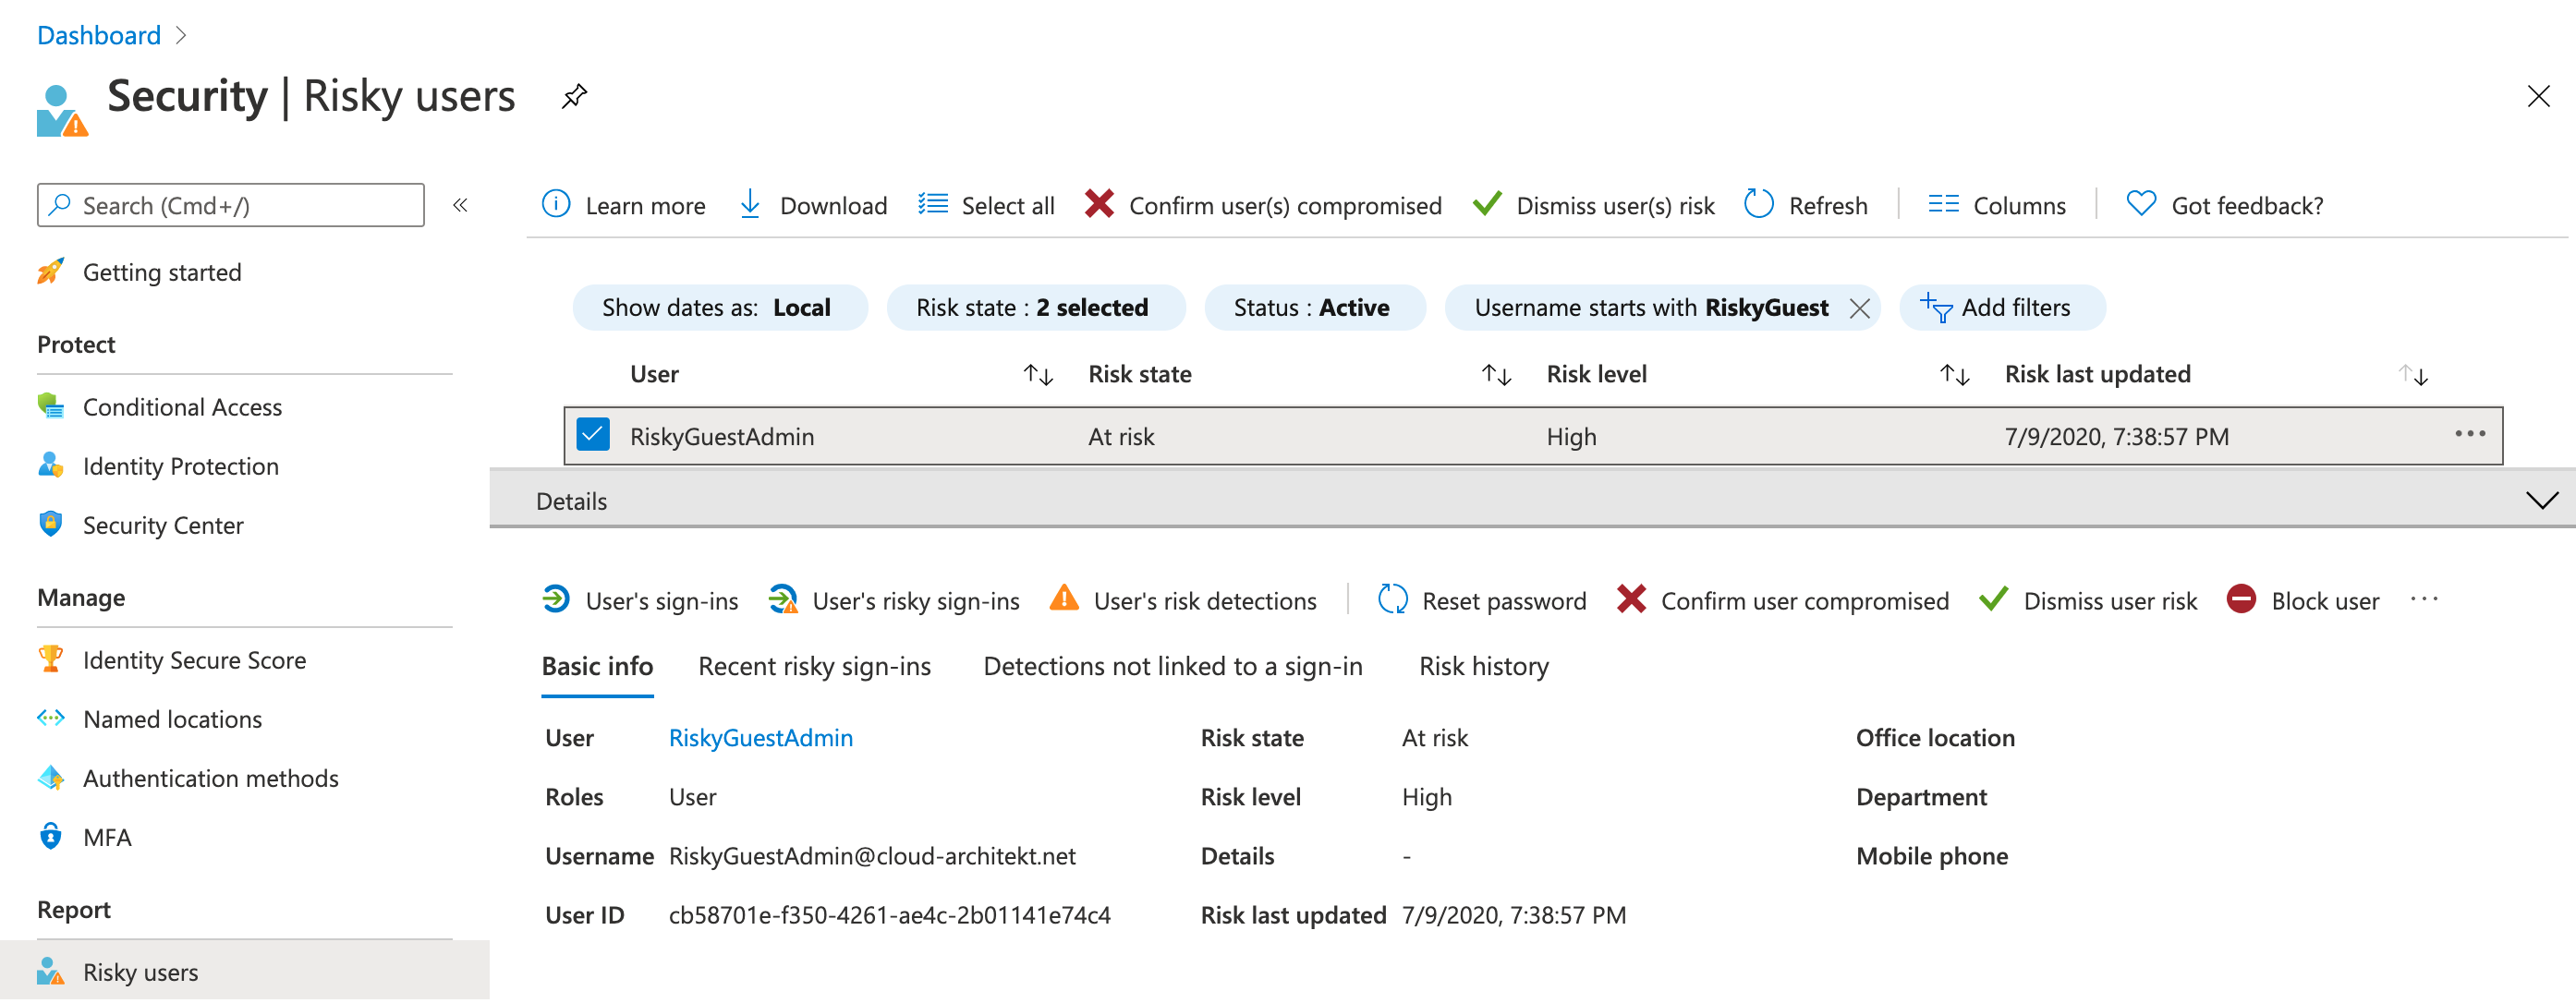 Dashboard
Security | Risky users
Search (Cmd+/)
Getting started
Protect
Conditional Access
Identity Protection
Security Center
Manage
Identity Secure Score
Named locations
Authentication methods
MFA
Report
Risky users
Learn more Download Select all Confirm user(s) compromised Dismiss user(s) risk Refresh Columns Got feedback?
Show dates as: Local Risk state : 2 selected Status : Active Username starts with RiskyGuest Add filters
User Risk state Risk level Risk last updated
RiskyGuestAdmin At risk High 7/9/2020, 7:38:57 PM
Details
User's sign-ins User's risky sign-ins User's risk detections Reset password Confirm user compromised Dismiss user risk Block user
Basic info Recent risky sign-ins Detections not linked to a sign-in Risk history
User RiskyGuestAdmin Risk state At risk Office location
Roles User Risk level High Department
Username RiskyGuestAdmin@cloud-architekt.net Details - Mobile phone
User ID cb58701e-f350-4261-ae4c-2b01141e74c4 Risk last updated 7/9/2020, 7:38:57 PM